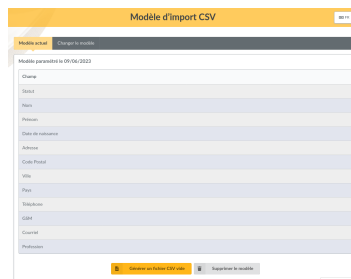 Modèle d'import CSV
Modèle actuel
Changer le modèle
Modèle paramétré le 09/06/2023
Champ
Statut
Nom
Prénom
Date de naissance
Adresse
Code Postal
Ville
Pays
Téléphone
GSM
Courriel
Profession
Générer un fichier CSV vide
Supprimer le modèle